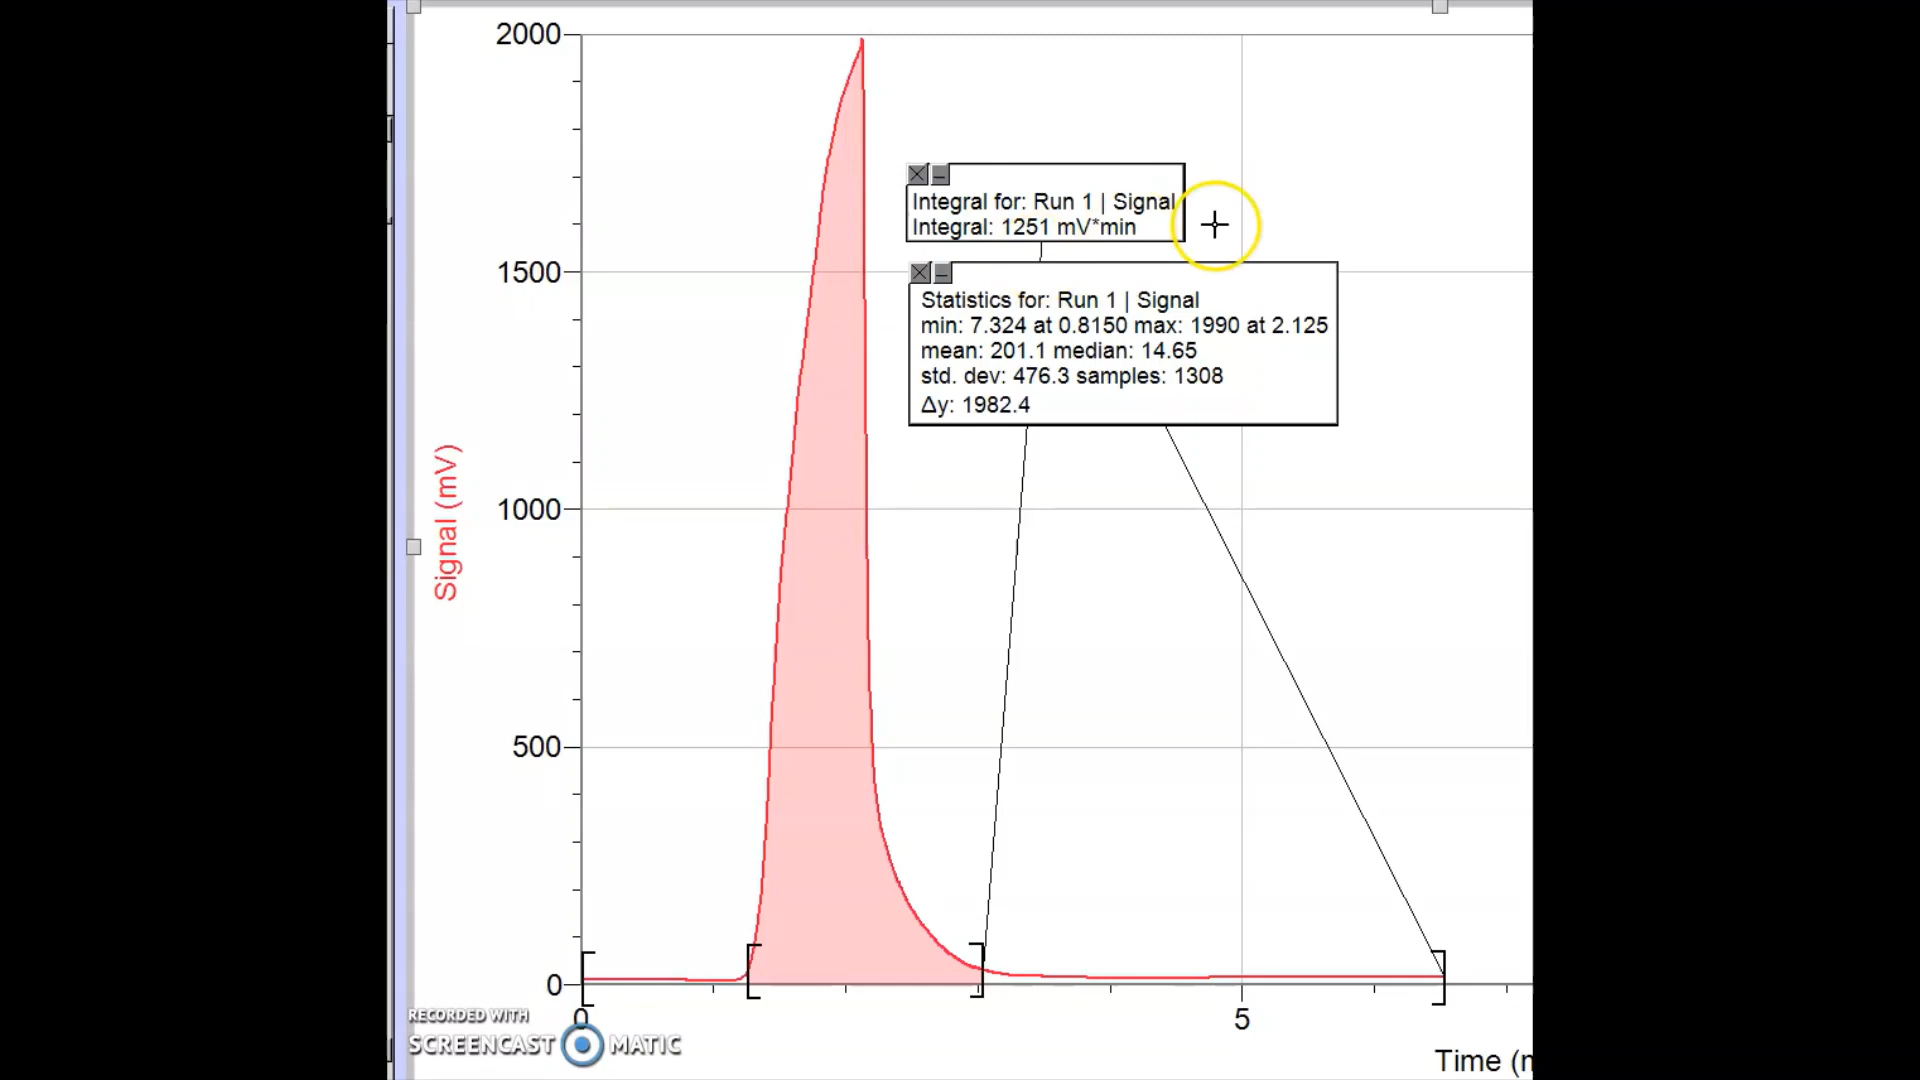 2000
1500
1000
500
0
Signal (mV)
Integral for: Run 1 | Signal
Integral: 1251 mV*min
Statistics for: Run 1 | Signal
min: 7.324 at 0.8150 max: 1990 at 2.125
mean: 201.1 median: 14.65
std. dev: 476.3 samples: 1308
Δy: 1982.4
0
5
Time (
RECORDED WITH
SCREENCAST MATIC